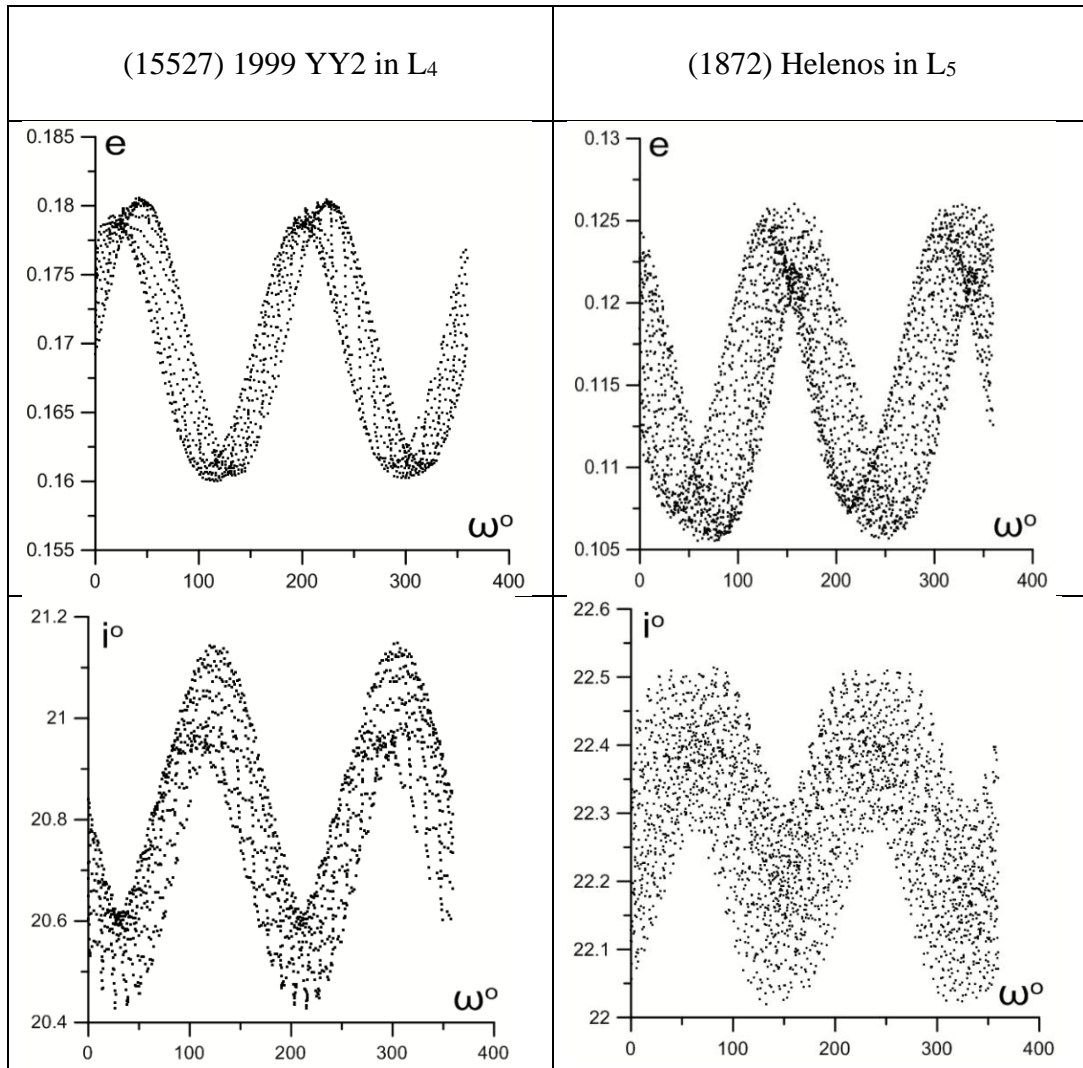 (15527) 1999 YY2 in L₄
(1872) Helenos in L₅
e
0.185
0.18
0.175
0.17
0.165
0.16
0.155
ω°
0 100 200 300 400
e
0.13
0.125
0.12
0.115
0.11
0.105
ω°
0 100 200 300 400
i°
21.2
21
20.8
20.6
20.4
ω°
0 100 200 300 400
i°
22.6
22.5
22.4
22.3
22.2
22.1
22
ω°
0 100 200 300 400